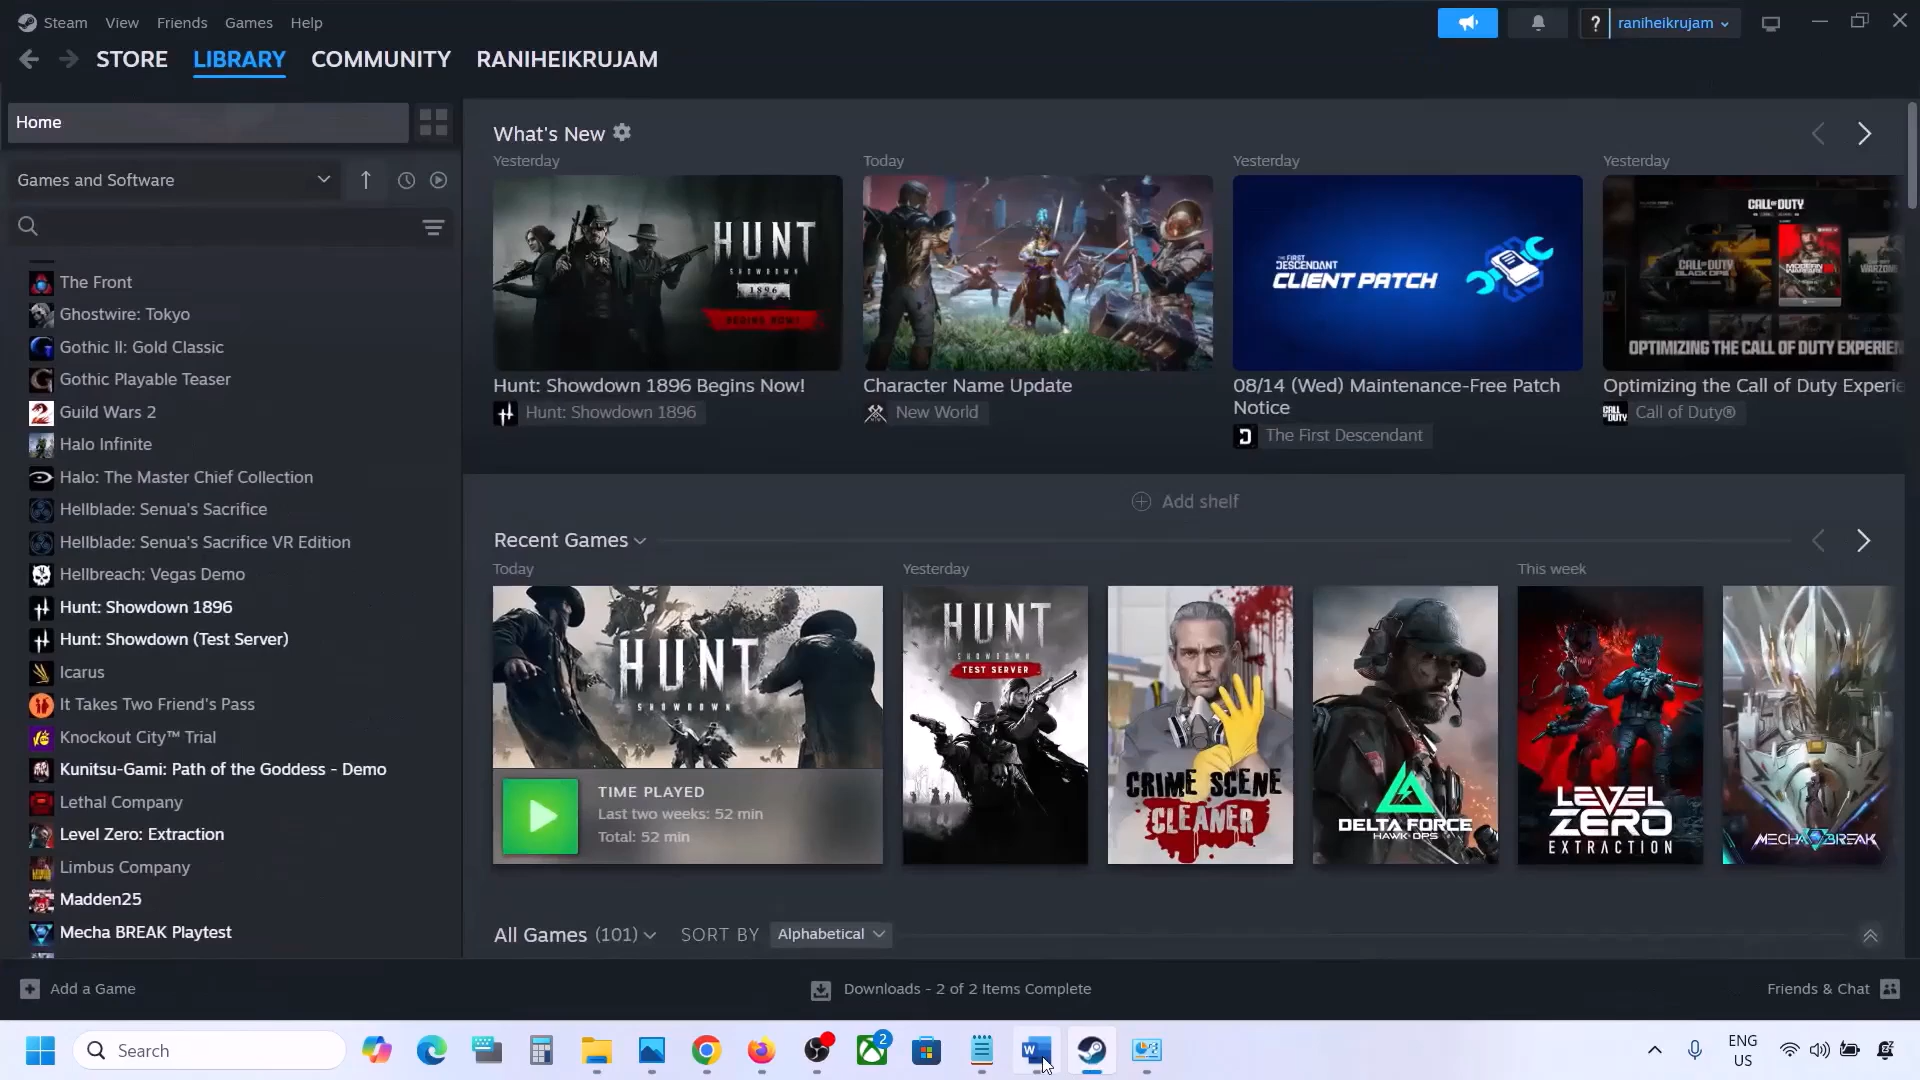 Steam View Friends Games Help
? raniheikrujam
STORE LIBRARY COMMUNITY RANIHEIKRUJAM
Home
Games and Software
The Front
Ghostwire: Tokyo
Gothic II: Gold Classic
Gothic Playable Teaser
Guild Wars 2
Halo Infinite
Halo: The Master Chief Collection
Hellblade: Senua's Sacrifice
Hellblade: Senua's Sacrifice VR Edition
Hellbreach: Vegas Demo
Hunt: Showdown 1896
Hunt: Showdown (Test Server)
Icarus
It Takes Two Friend's Pass
Knockout City™ Trial
Kunitsu-Gami: Path of the Goddess - Demo
Lethal Company
Level Zero: Extraction
Limbus Company
Madden25
Mecha BREAK Playtest
What's New
Yesterday
Today
Yesterday
Yesterday
HUNT
SHOWDOWN
1896
BEGINS NOW!
THE FIRST
DESCENDANT
CLIENT PATCH
CALL OF DUTY
OPTIMIZING THE CALL OF DUTY EXPERIEN
Hunt: Showdown 1896 Begins Now!
Hunt: Showdown 1896
Character Name Update
New World
08/14 (Wed) Maintenance-Free Patch
Notice
The First Descendant
Optimizing the Call of Duty Experie
Call of Duty®
Add shelf
Recent Games
Today
Yesterday
This week
HUNT
SHOWDOWN
TIME PLAYED
Last two weeks: 52 min
Total: 52 min
HUNT
SHOWDOWN
TEST SERVER
CRIME SCENE
CLEANER
DELTA FORCE
HAWK OPS
LEVEL
ZERO
EXTRACTION
MECHA BREAK
All Games (101) SORT BY Alphabetical
Add a Game
Downloads - 2 of 2 Items Complete
Friends & Chat
Search
2
W
ENG
US